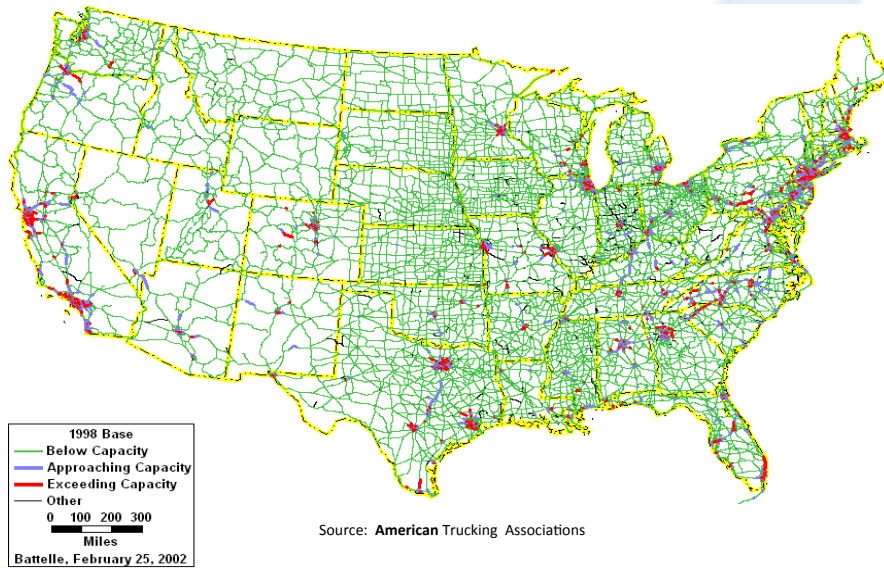 1998 Base
Below Capacity
Approaching Capacity
Exceeding Capacity
Other
0 100 200 300
Miles
Battelle, February 25, 2002
Source: American Trucking Associations